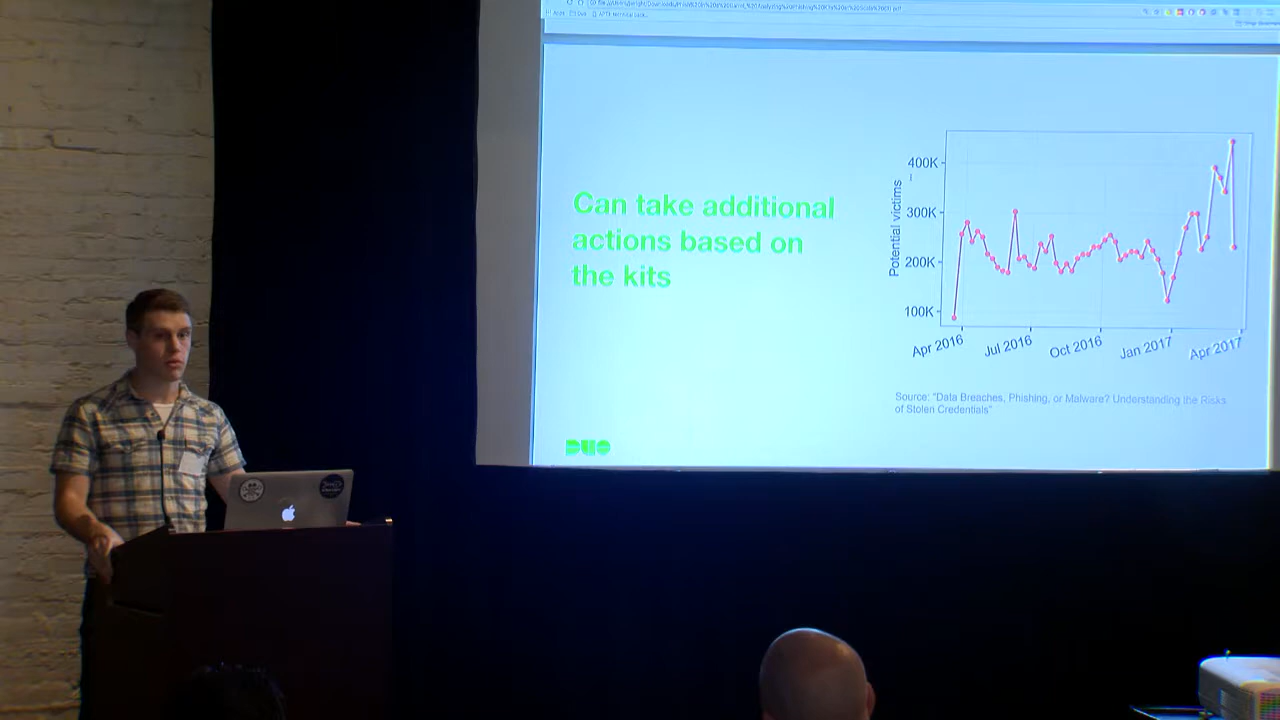 Can take additional
actions based on
the kits
DUO
Potential victims
400K
300K
200K
100K
Apr 2016
Jul 2016
Oct 2016
Jan 2017
Apr 2017
Source: "Data Breaches, Phishing, or Malware? Understanding the Risks
of Stolen Credentials"